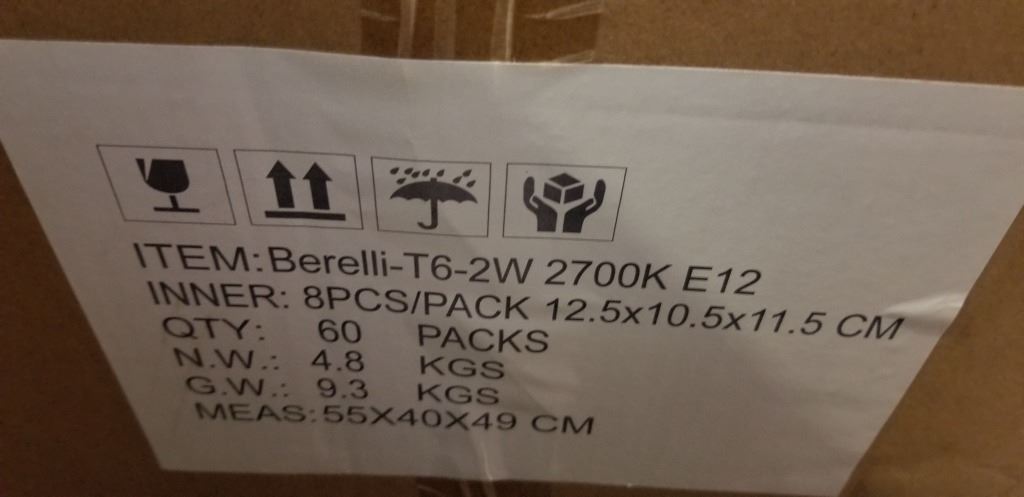 ITEM: Berelli-T6-2W 2700K E12
INNER: 8PCS/PACK 12.5x10.5x11.5 CM
QTY: 60 PACKS
N.W.: 4.8 KGS
G.W.: 9.3 KGS
MEAS: 55X40X49 CM